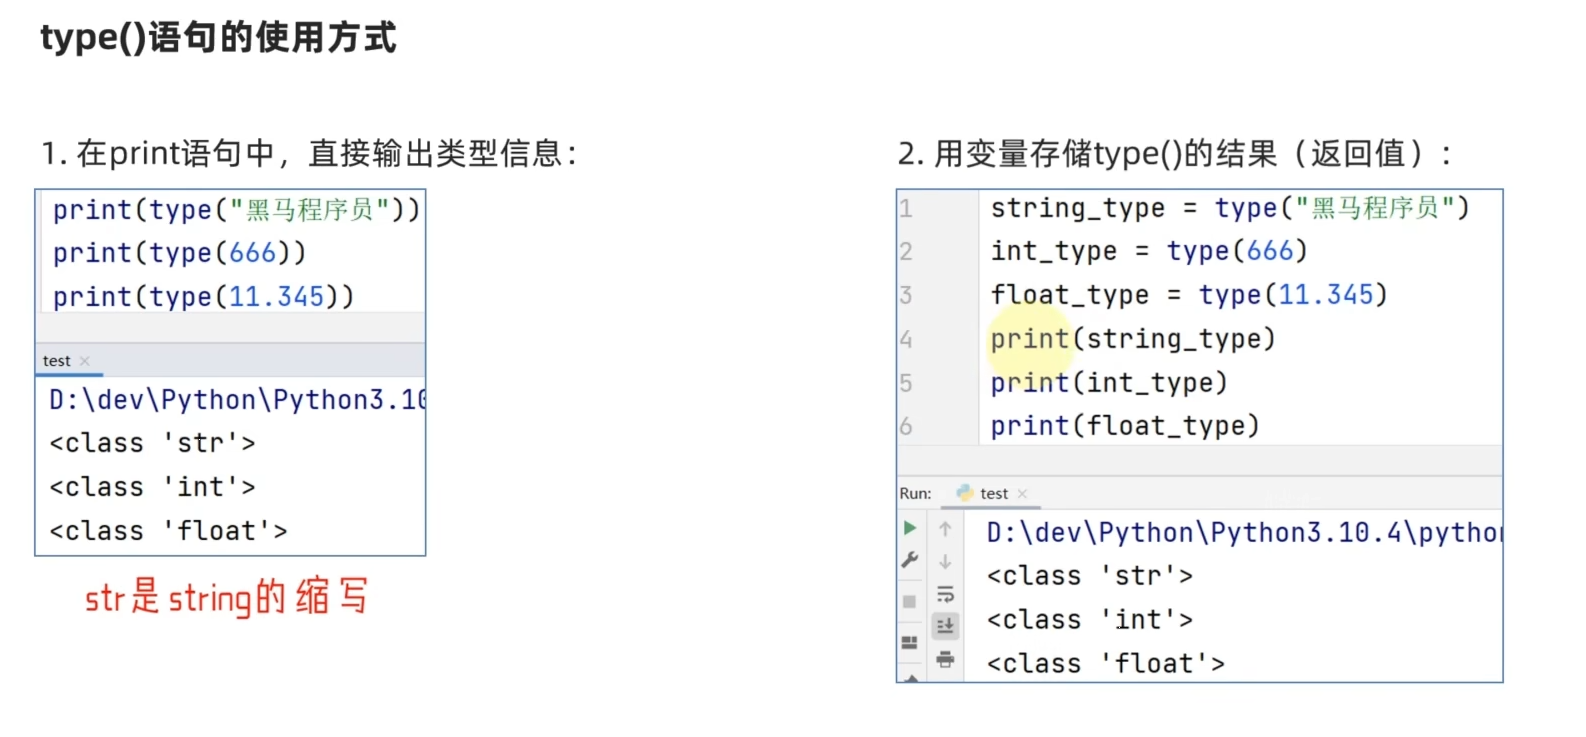 type()语句的使用方式
1. 在print语句中，直接输出类型信息：
print(type("黑马程序员"))
print(type(666))
print(type(11.345))
test
D:\dev\Python\Python3.10
<class 'str'>
<class 'int'>
<class 'float'>
str是string的缩写
2. 用变量存储type()的结果（返回值）：
1 string_type = type("黑马程序员")
2 int_type = type(666)
3 float_type = type(11.345)
4 print(string_type)
5 print(int_type)
6 print(float_type)
Run: test
D:\dev\Python\Python3.10.4\python
<class 'str'>
<class 'int'>
<class 'float'>